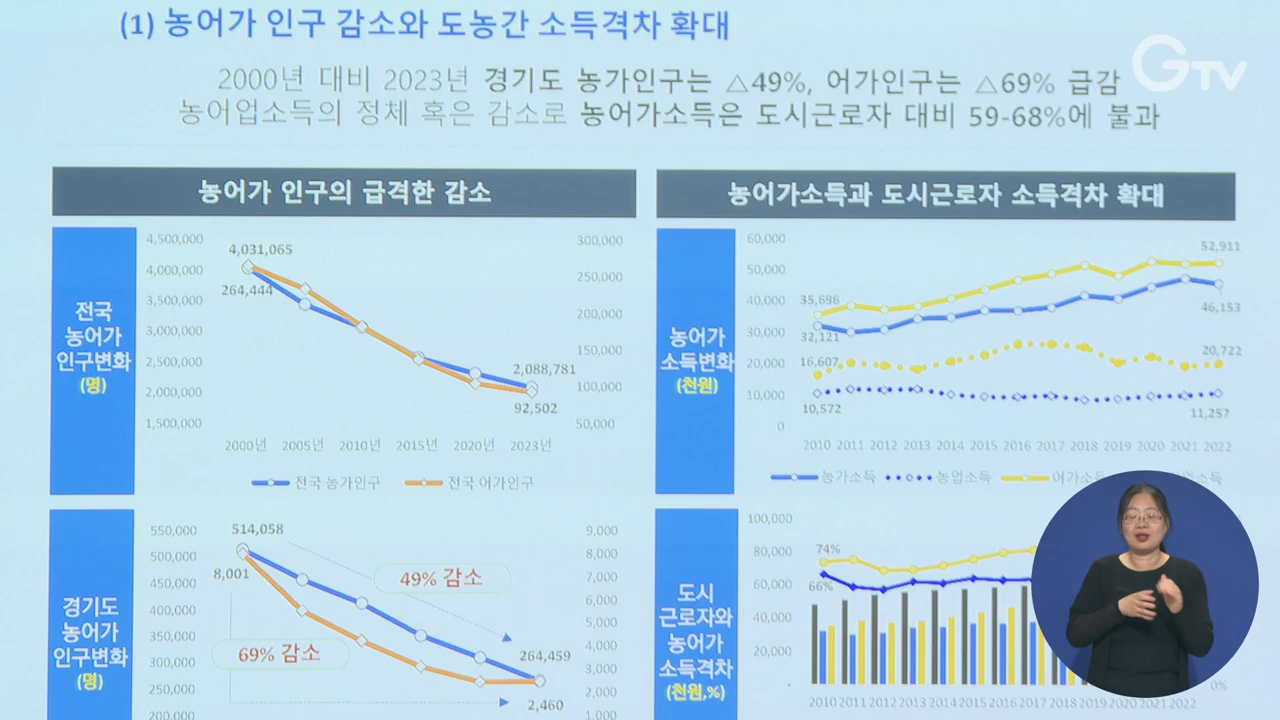 (1) 농어가 인구 감소와 도농간 소득격차 확대
GTV
2000년 대비 2023년 경기도 농가인구는 △49%, 어가인구는 △69% 급감
농어업소득의 정체 혹은 감소로 농어가소득은 도시근로자 대비 59-68%에 불과
농어가 인구의 급격한 감소
전국
농어가
인구변화
(명)
4,500,000
4,000,000
3,500,000
3,000,000
2,500,000
2,000,000
1,500,000
4,031,065
264,444
2,088,781
92,502
300,000
250,000
200,000
150,000
100,000
50,000
2000년 2005년 2010년 2015년 2020년 2023년
전국 농가인구 전국 어가인구
경기도
농어가
인구변화
(명)
550,000
500,000
450,000
400,000
350,000
300,000
250,000
200,000
514,058
8,001
49% 감소
69% 감소
264,459
2,460
9,000
8,000
7,000
6,000
5,000
4,000
3,000
2,000
1,000
농어가소득과 도시근로자 소득격차 확대
농어가
소득변화
(천원)
60,000
50,000
40,000
30,000
20,000
10,000
0
35,696
32,121
16,607
10,572
52,911
46,153
20,722
11,257
2010 2011 2012 2013 2014 2015 2016 2017 2018 2019 2020 2021 2022
농가소득 농업소득 어가소득
도시
근로자와
농어가
소득격차
(천원,%)
100,000
80,000
60,000
40,000
20,000
-
74%
66%
0%
2010 2011 2012 2013 2014 2015 2016 2017 2018 2019 2020 2021 2022